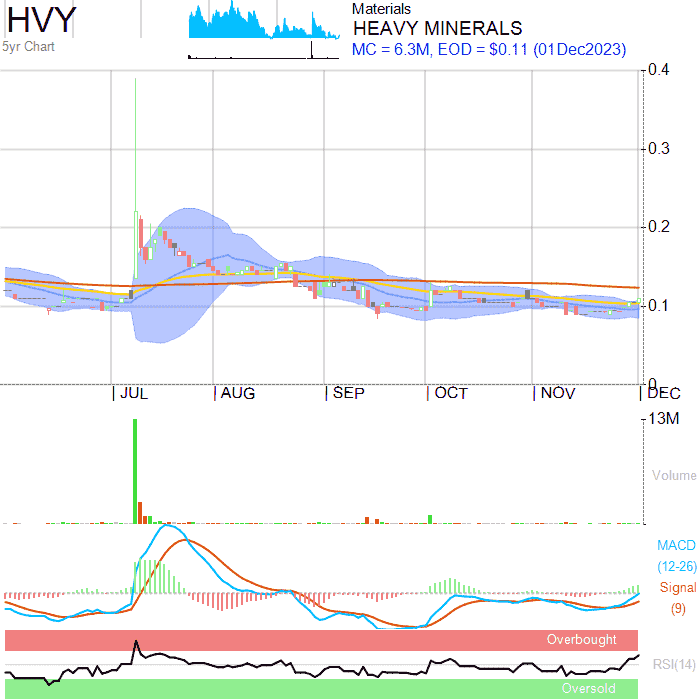 HVY
5yr Chart
Materials
HEAVY MINERALS
MC = 6.3M, EOD = $0.11 (01Dec2023)
0.4
0.3
0.2
0.1
0
JUL AUG SEP OCT NOV DEC
13M
Volume
MACD
(12-26)
Signal
(9)
Overbought
RSI(14)
Oversold